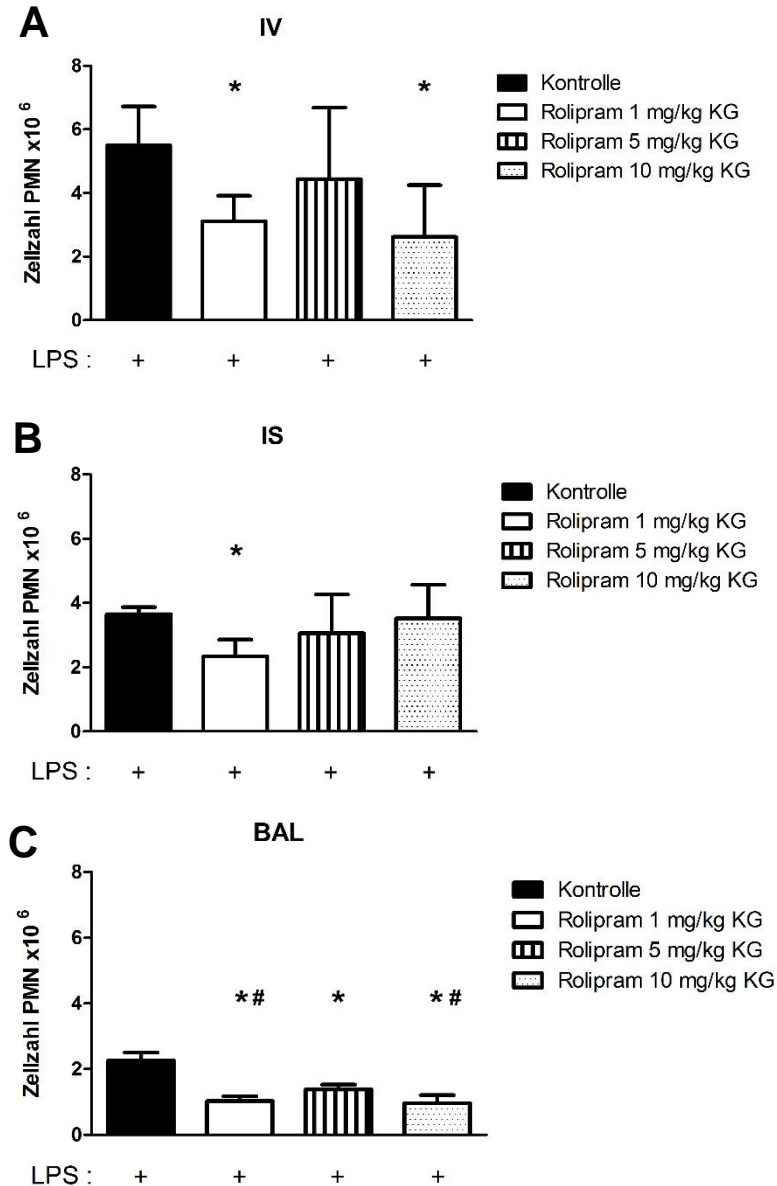 A
IV
Zellzahl PMN x10 6
8
6
4
2
0
*
*
Kontrolle
Rolipram 1 mg/kg KG
Rolipram 5 mg/kg KG
Rolipram 10 mg/kg KG
LPS : + + + +
B
IS
Zellzahl PMN x10 6
8
6
4
2
0
*
Kontrolle
Rolipram 1 mg/kg KG
Rolipram 5 mg/kg KG
Rolipram 10 mg/kg KG
LPS : + + + +
C
BAL
Zellzahl PMN x10 6
8
6
4
2
0
*# * *#
Kontrolle
Rolipram 1 mg/kg KG
Rolipram 5 mg/kg KG
Rolipram 10 mg/kg KG
LPS : + + + +